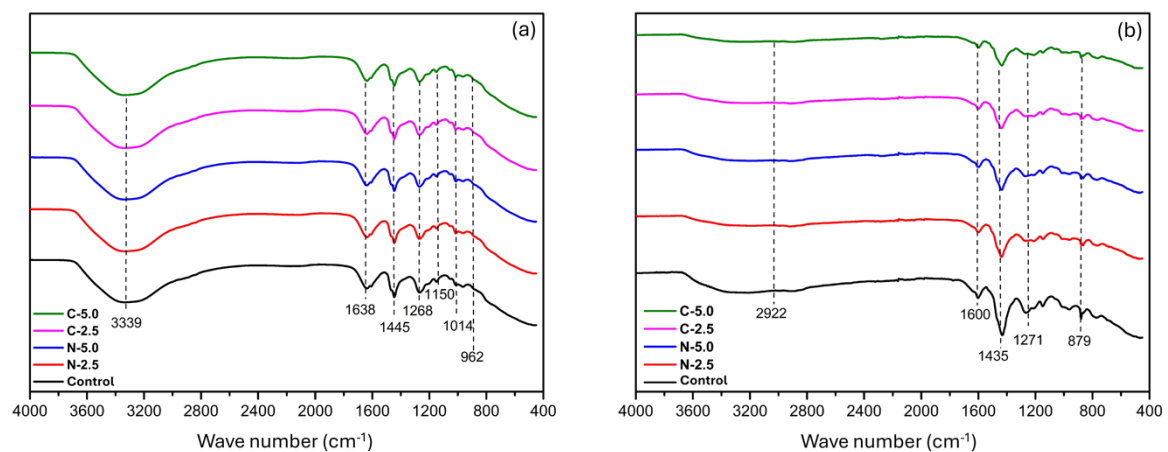 (a)
3339
1638
1445
1268
1150
1014
962
C-5.0
C-2.5
N-5.0
N-2.5
Control
4000 3600 3200 2800 2400 2000 1600 1200 800 400
Wave number (cm⁻¹)
(b)
2922
1600
1435
1271
879
C-5.0
C-2.5
N-5.0
N-2.5
Control
4000 3600 3200 2800 2400 2000 1600 1200 800 400
Wave number (cm⁻¹)